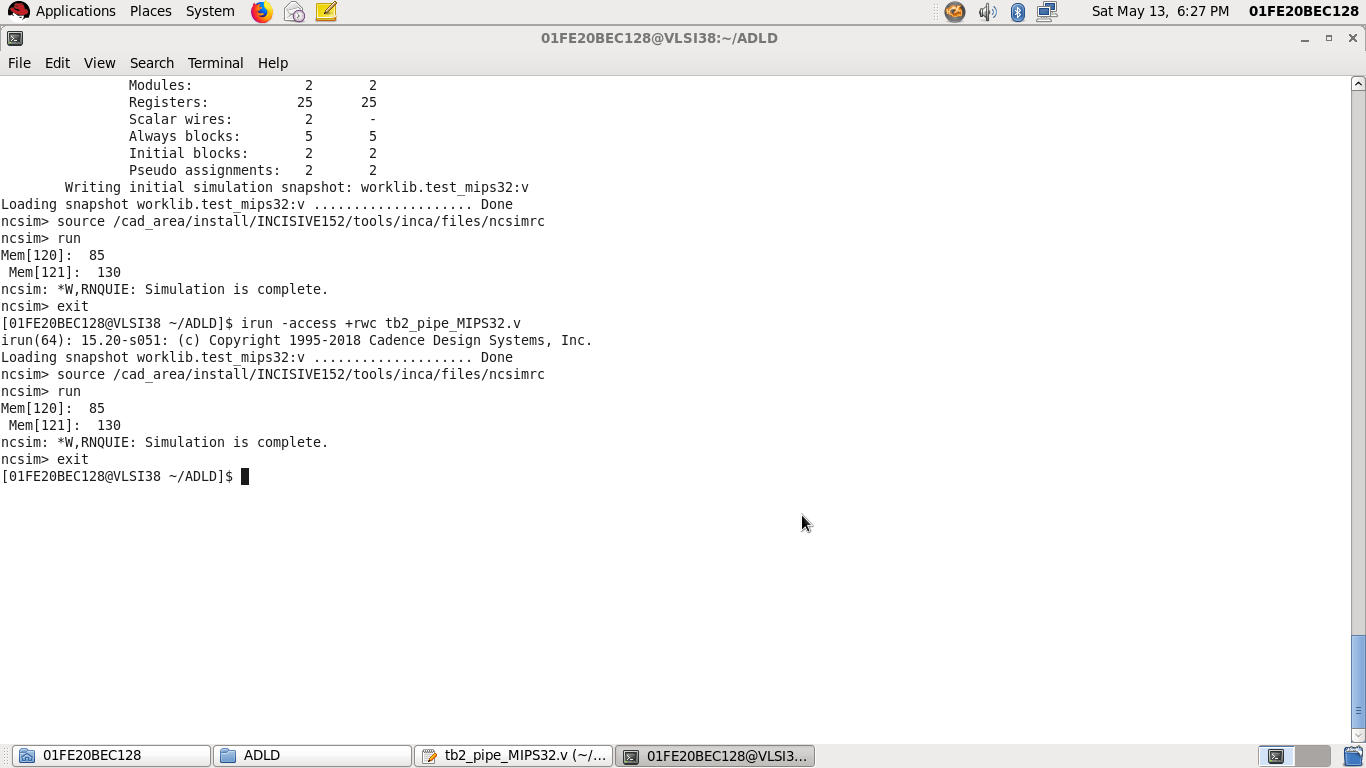 Applications Places System Sat May 13, 6:27 PM 01FE20BEC128
01FE20BEC128@VLSI38:~/ADLD
File Edit View Search Terminal Help
Modules: 2 2
Registers: 25 25
Scalar wires: 2 -
Always blocks: 5 5
Initial blocks: 2 2
Pseudo assignments: 2 2
Writing initial simulation snapshot: worklib.test_mips32:v
Loading snapshot worklib.test_mips32:v .................... Done
ncsim> source /cad_area/install/INCISIVE152/tools/inca/files/ncsimrc
ncsim> run
Mem[120]:  85
Mem[121]:  130
ncsim: *W,RNQUIE: Simulation is complete.
ncsim> exit
[01FE20BEC128@VLSI38 ~/ADLD]$ irun -access +rwc tb2_pipe_MIPS32.v
irun(64): 15.20-s051: (c) Copyright 1995-2018 Cadence Design Systems, Inc.
Loading snapshot worklib.test_mips32:v .................... Done
ncsim> source /cad_area/install/INCISIVE152/tools/inca/files/ncsimrc
ncsim> run
Mem[120]:  85
Mem[121]:  130
ncsim: *W,RNQUIE: Simulation is complete.
ncsim> exit
[01FE20BEC128@VLSI38 ~/ADLD]$
01FE20BEC128 ADLD tb2_pipe_MIPS32.v (~/... 01FE20BEC128@VLSI3...